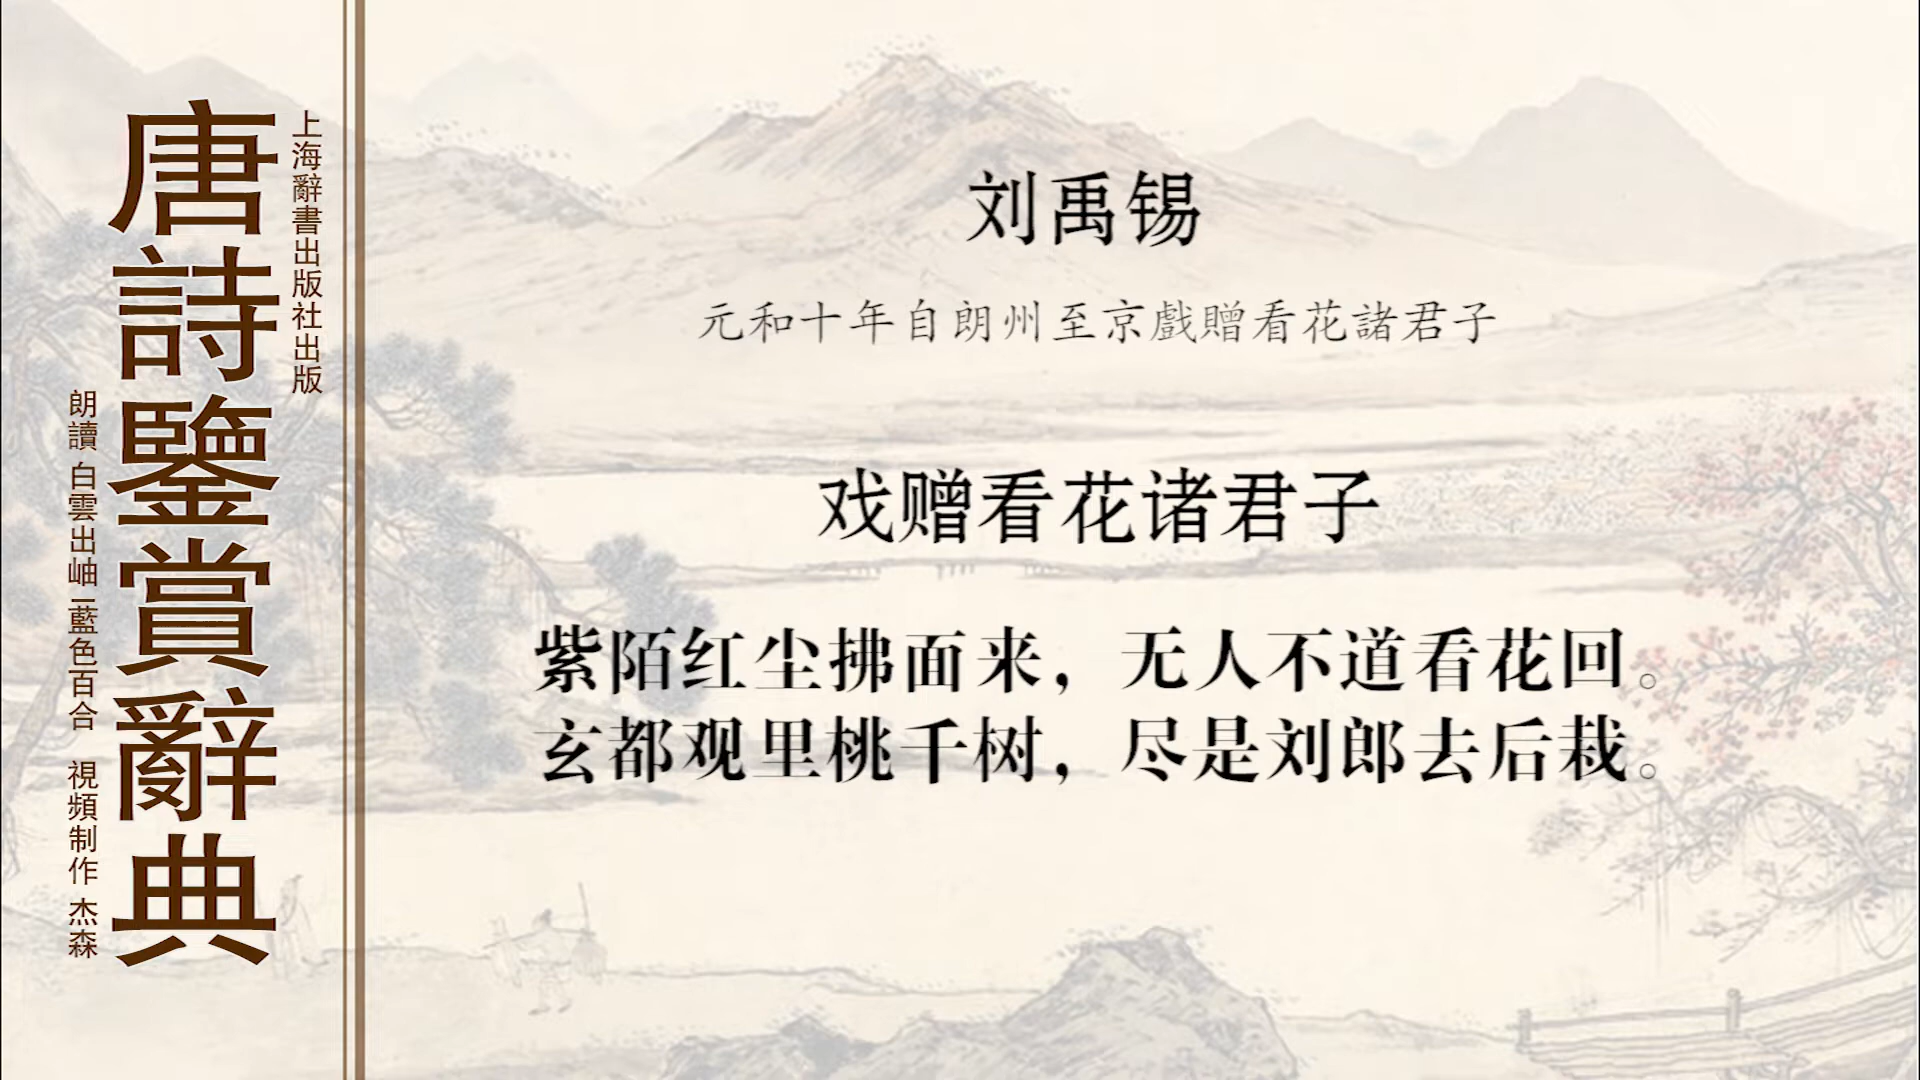 上海辭書出版社出版
唐詩鑒賞辭典
朗讀 白雲出岫 藍色百合 視頻制作 杰森
刘禹锡
元和十年自朗州至京戲贈看花諸君子
戏赠看花诸君子
紫陌红尘拂面来，无人不道看花回。
玄都观里桃千树，尽是刘郎去后栽。